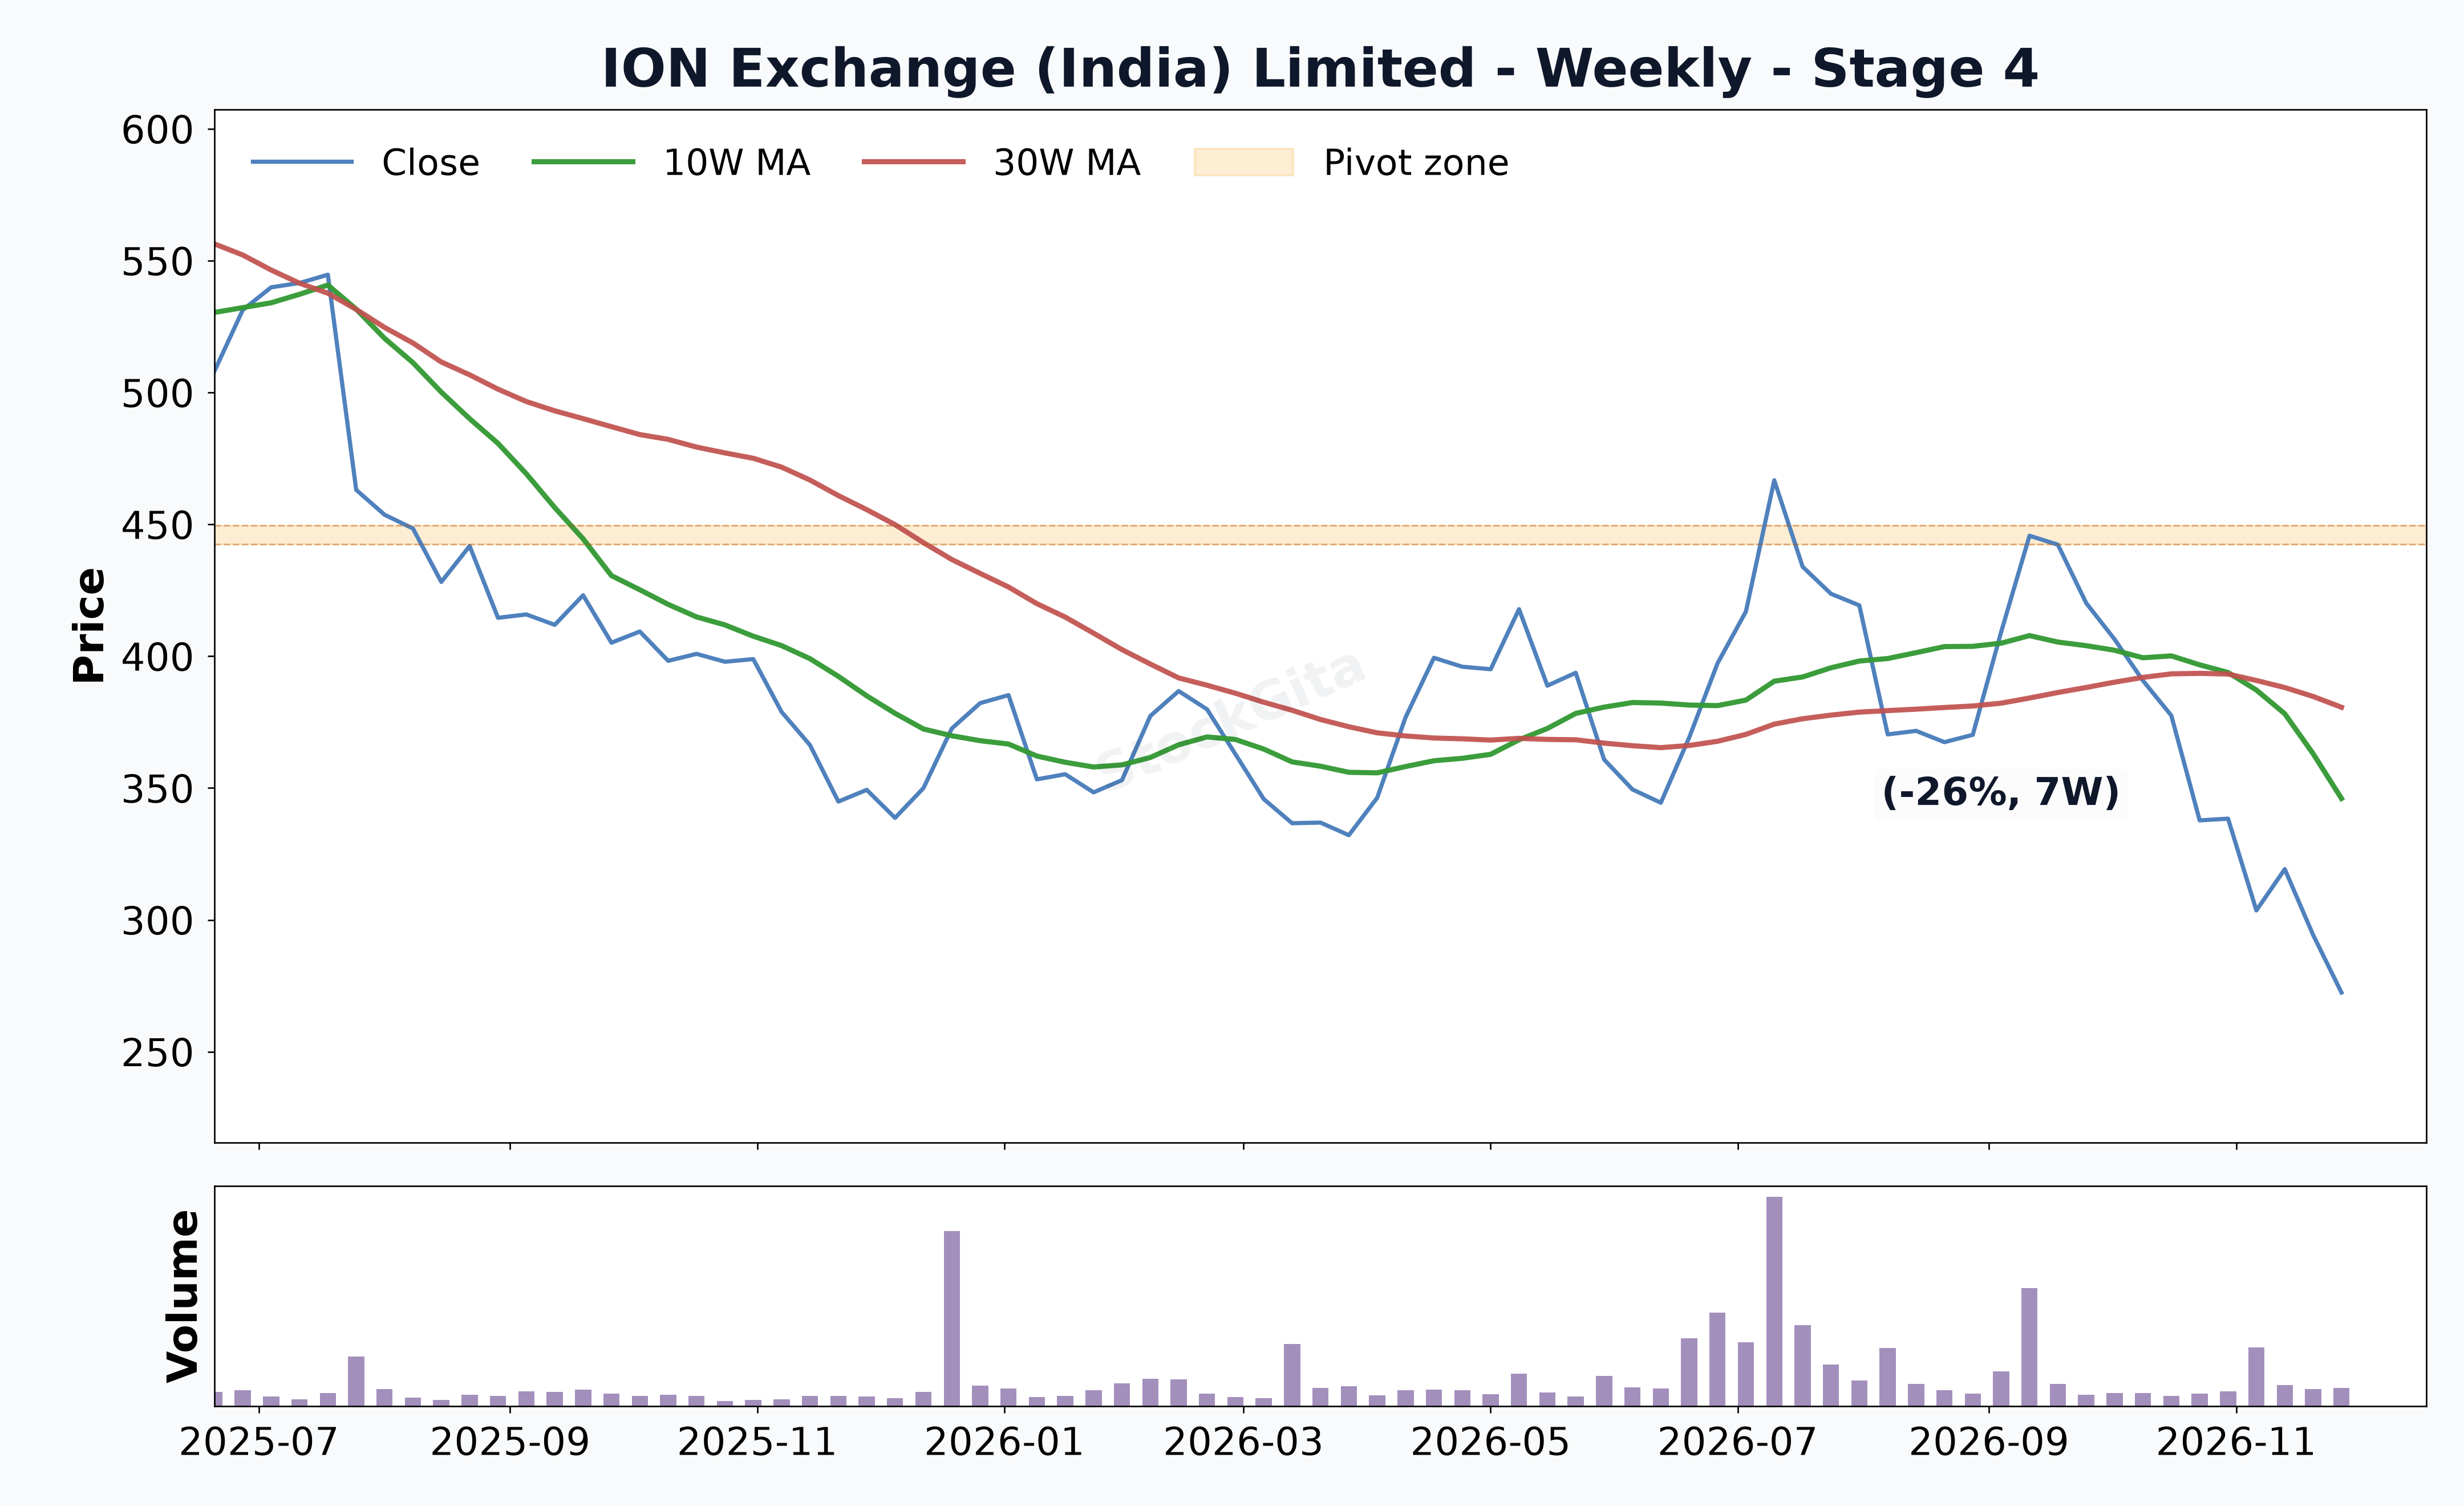 ION Exchange (India) Limited - Weekly - Stage 4
Close 10W MA 30W MA Pivot zone
600
550
500
450
400
350
300
250
Price
StockGita
(-26%, 7W)
Volume
2025-07 2025-09 2025-11 2026-01 2026-03 2026-05 2026-07 2026-09 2026-11